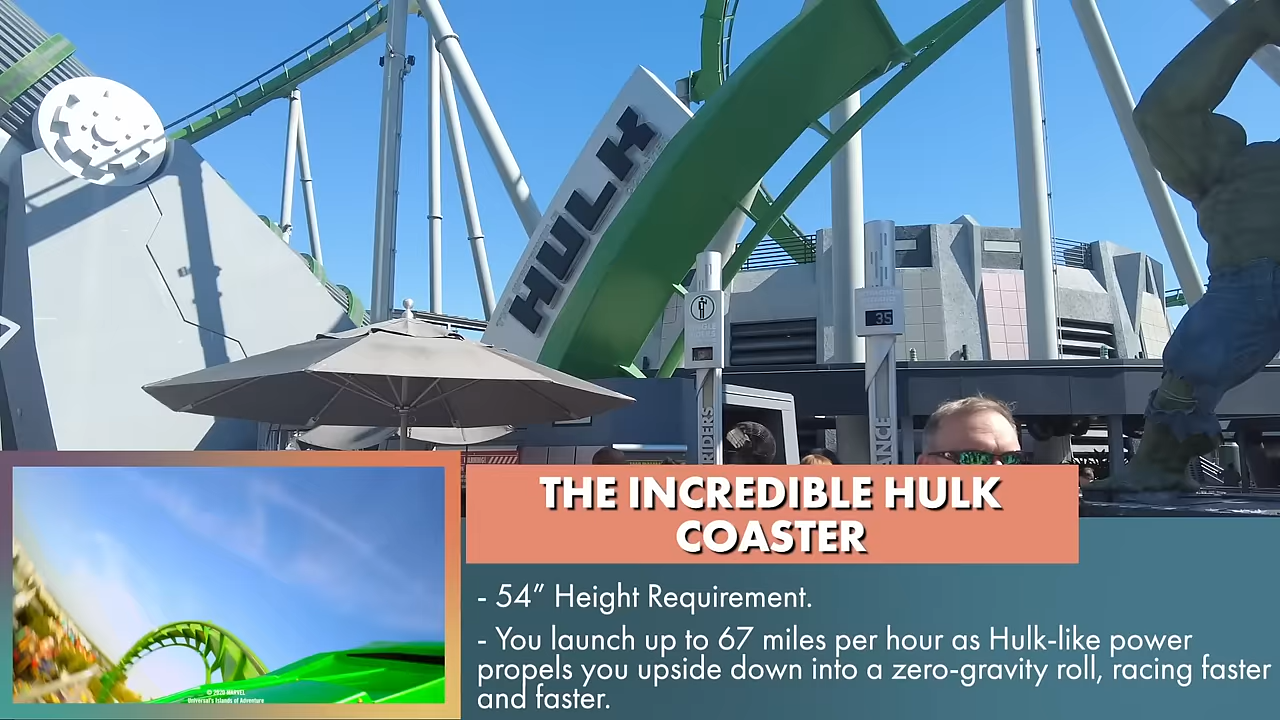 HULK
SINGLE
35
RIDERS
THE INCREDIBLE HULK
COASTER
- 54” Height Requirement.
- You launch up to 67 miles per hour as Hulk-like power
propels you upside down into a zero-gravity roll, racing faster
and faster.
© 2020 MARVEL
Universal's Islands of Adventure